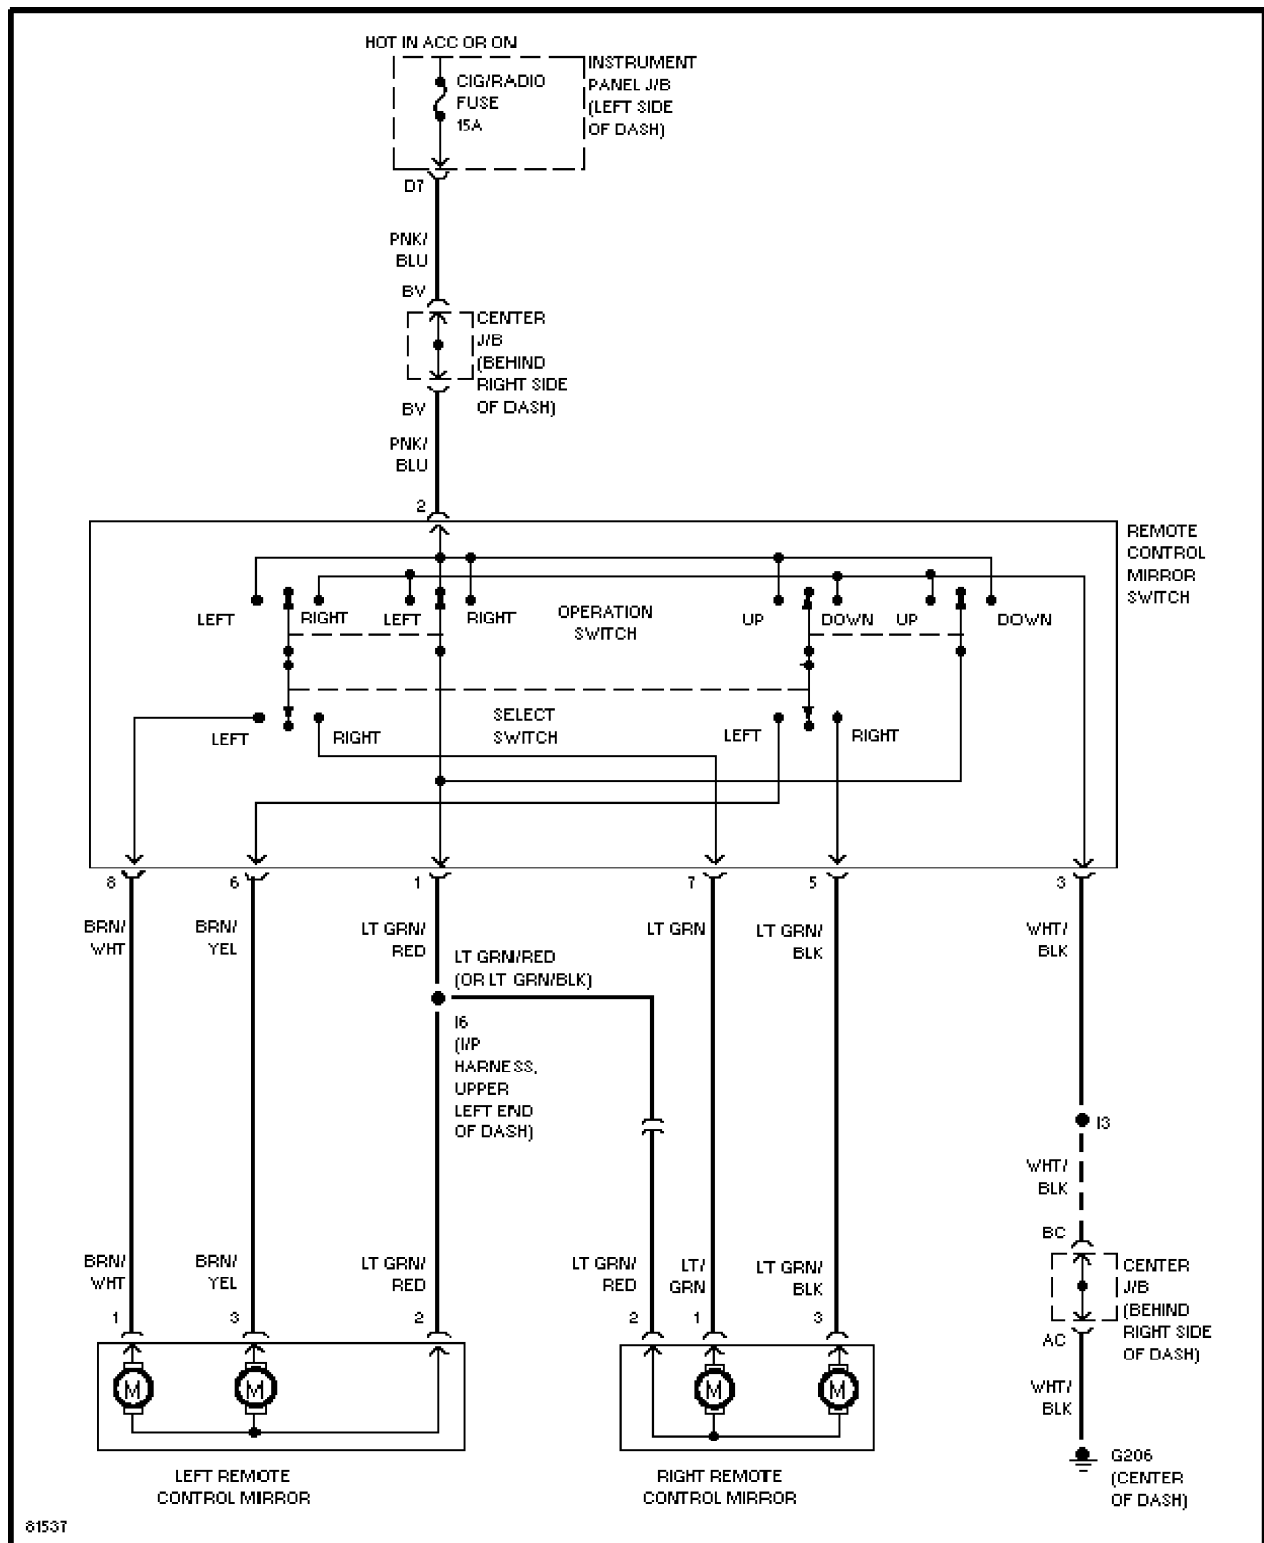 HOT IN ACC OR ON
CIG/RADIO
FUSE
15A
INSTRUMENT
PANEL J/B
(LEFT SIDE
OF DASH)
D7
PNK/
BLU
BV
CENTER
J/B
(BEHIND
RIGHT SIDE
OF DASH)
BV
PNK/
BLU
2
REMOTE
CONTROL
MIRROR
SWITCH
LEFT
RIGHT
LEFT
RIGHT
OPERATION
SWITCH
UP
DOWN
UP
DOWN
LEFT
RIGHT
SELECT
SWITCH
LEFT
RIGHT
8
6
1
7
5
3
BRN/
WHT
BRN/
YEL
LT GRN/
RED
LT GRN
LT GRN/
BLK
WHT/
BLK
LT GRN/RED
(OR LT GRN/BLK)
I6
(I/P
HARNESS,
UPPER
LEFT END
OF DASH)
I3
WHT/
BLK
BC
BRN/
WHT
BRN/
YEL
LT GRN/
RED
LT GRN/
RED
LT/
GRN
LT GRN/
BLK
CENTER
J/B
(BEHIND
RIGHT SIDE
OF DASH)
1
3
2
2
1
3
AC
M
M
M
M
WHT/
BLK
G206
(CENTER
OF DASH)
LEFT REMOTE
CONTROL MIRROR
RIGHT REMOTE
CONTROL MIRROR
81537